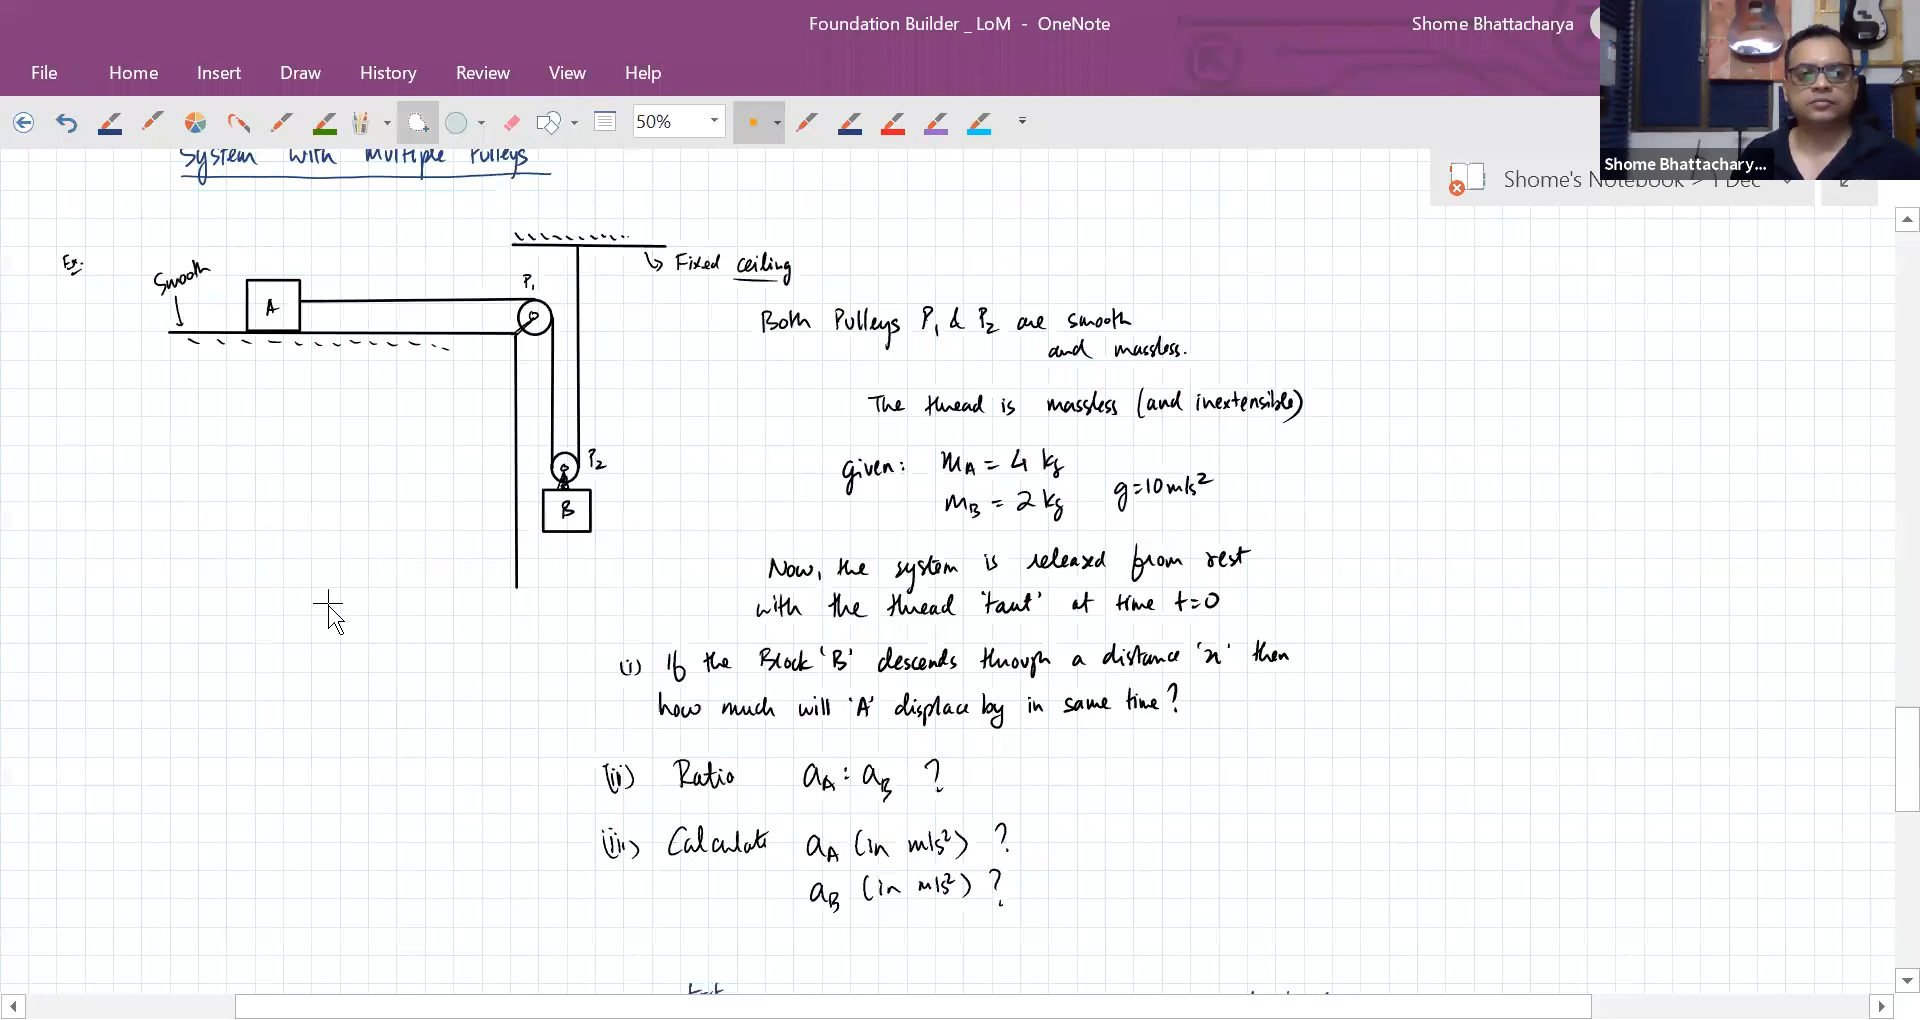 Foundation Builder _ LoM - OneNote
Shome Bhattacharya
File Home Insert Draw History Review View Help
50%
Shome Bhattachary...
Shome's Notebook > 1 Dec
System with Multiple Pulleys
Ex.
Smooth
A
P1
Fixed ceiling
Both Pulleys P1 & P2 are smooth
and massless.
The thread is massless (and inextensible)
P2
B
given: mA = 4 kg
mB = 2 kg g=10m/s²
Now, the system is released from rest
with the thread 'taut' at time t=0
(i) If the Block 'B' descends through a distance 'x' then
how much will 'A' displace by in same time?
(ii) Ratio aA : aB ?
(iii) Calculate aA (in m/s²) ?
aB (in m/s²) ?